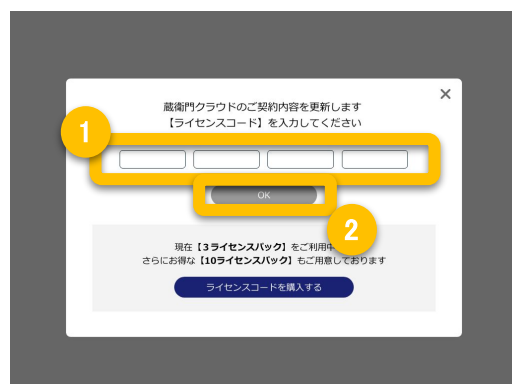 ×
蔵衛門クラウドのご契約内容を更新します
【ライセンスコード】を入力してください
1
OK
2
現在【3ライセンスパック】をご利用中
さらにお得な【10ライセンスパック】もご用意しております
ライセンスコードを購入する